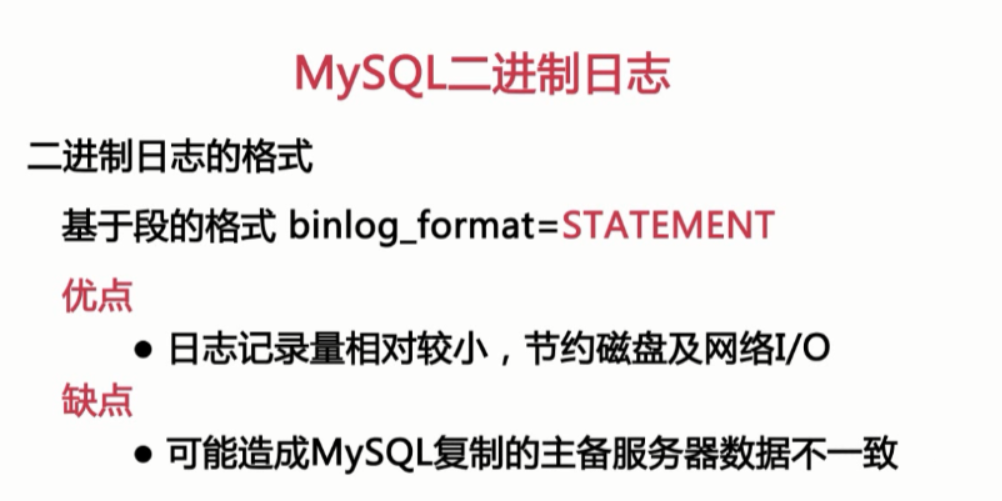 MySQL二进制日志
二进制日志的格式
基于段的格式 binlog_format=STATEMENT
优点
● 日志记录量相对较小，节约磁盘及网络I/O
缺点
● 可能造成MySQL复制的主备服务器数据不一致